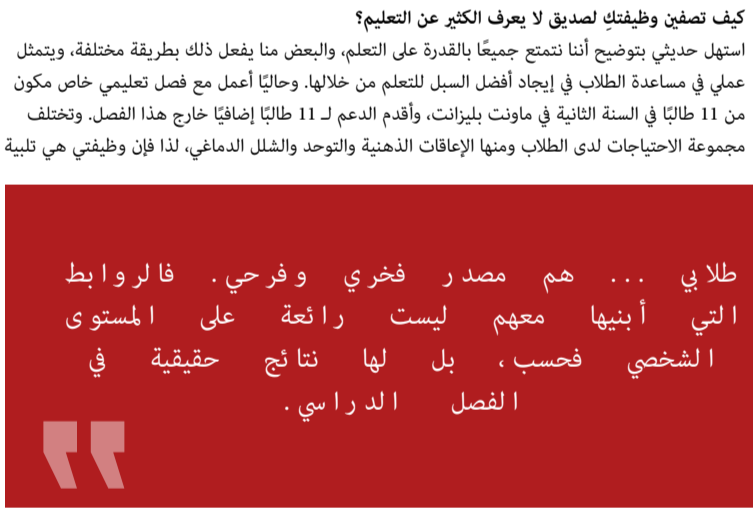 كيف تصفين وظيفتكِ لصديق لا يعرف الكثير عن التعليم؟
استهل حديثي بتوضيح أننا نتمتع جميعًا بالقدرة على التعلم، والبعض منا يفعل ذلك بطريقة مختلفة، ويتمثل
عملي في مساعدة الطلاب في إيجاد أفضل السبل للتعلم من خلالها. وحاليًا أعمل مع فصل تعليمي خاص مكون
من 11 طالبًا في السنة الثانية في ماونت بليزانت، وأقدم الدعم لـ 11 طالبًا إضافيًا خارج هذا الفصل. وتختلف
مجموعة الاحتياجات لدى الطلاب ومنها الإعاقات الذهنية والتوحد والشلل الدماغي، لذا فإن وظيفتي هي تلبية
طلابي ... هم مصدر فخري وفرحي. فالروابط
التي أبنيها معهم ليست رائعة على المستوى
الشخصي فحسب، بل لها نتائج حقيقية في
الفصل الدراسي.